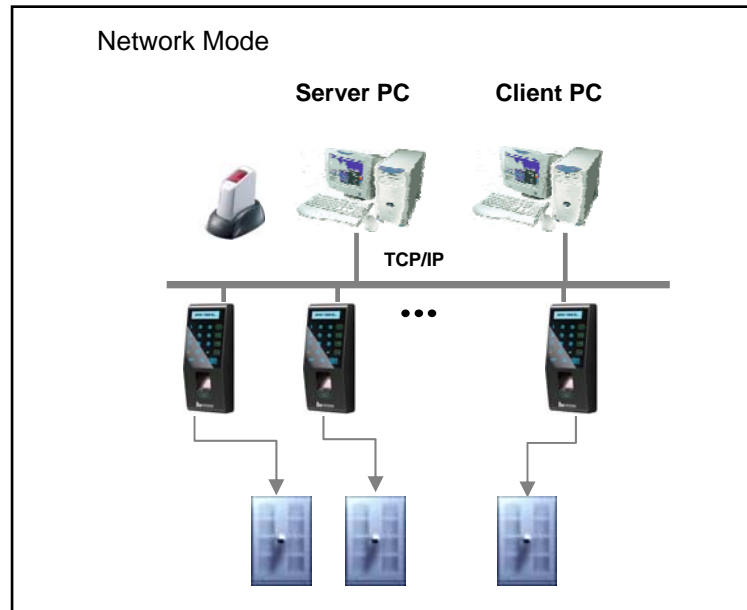 Network Mode
Server PC
Client PC
TCP/IP
•••